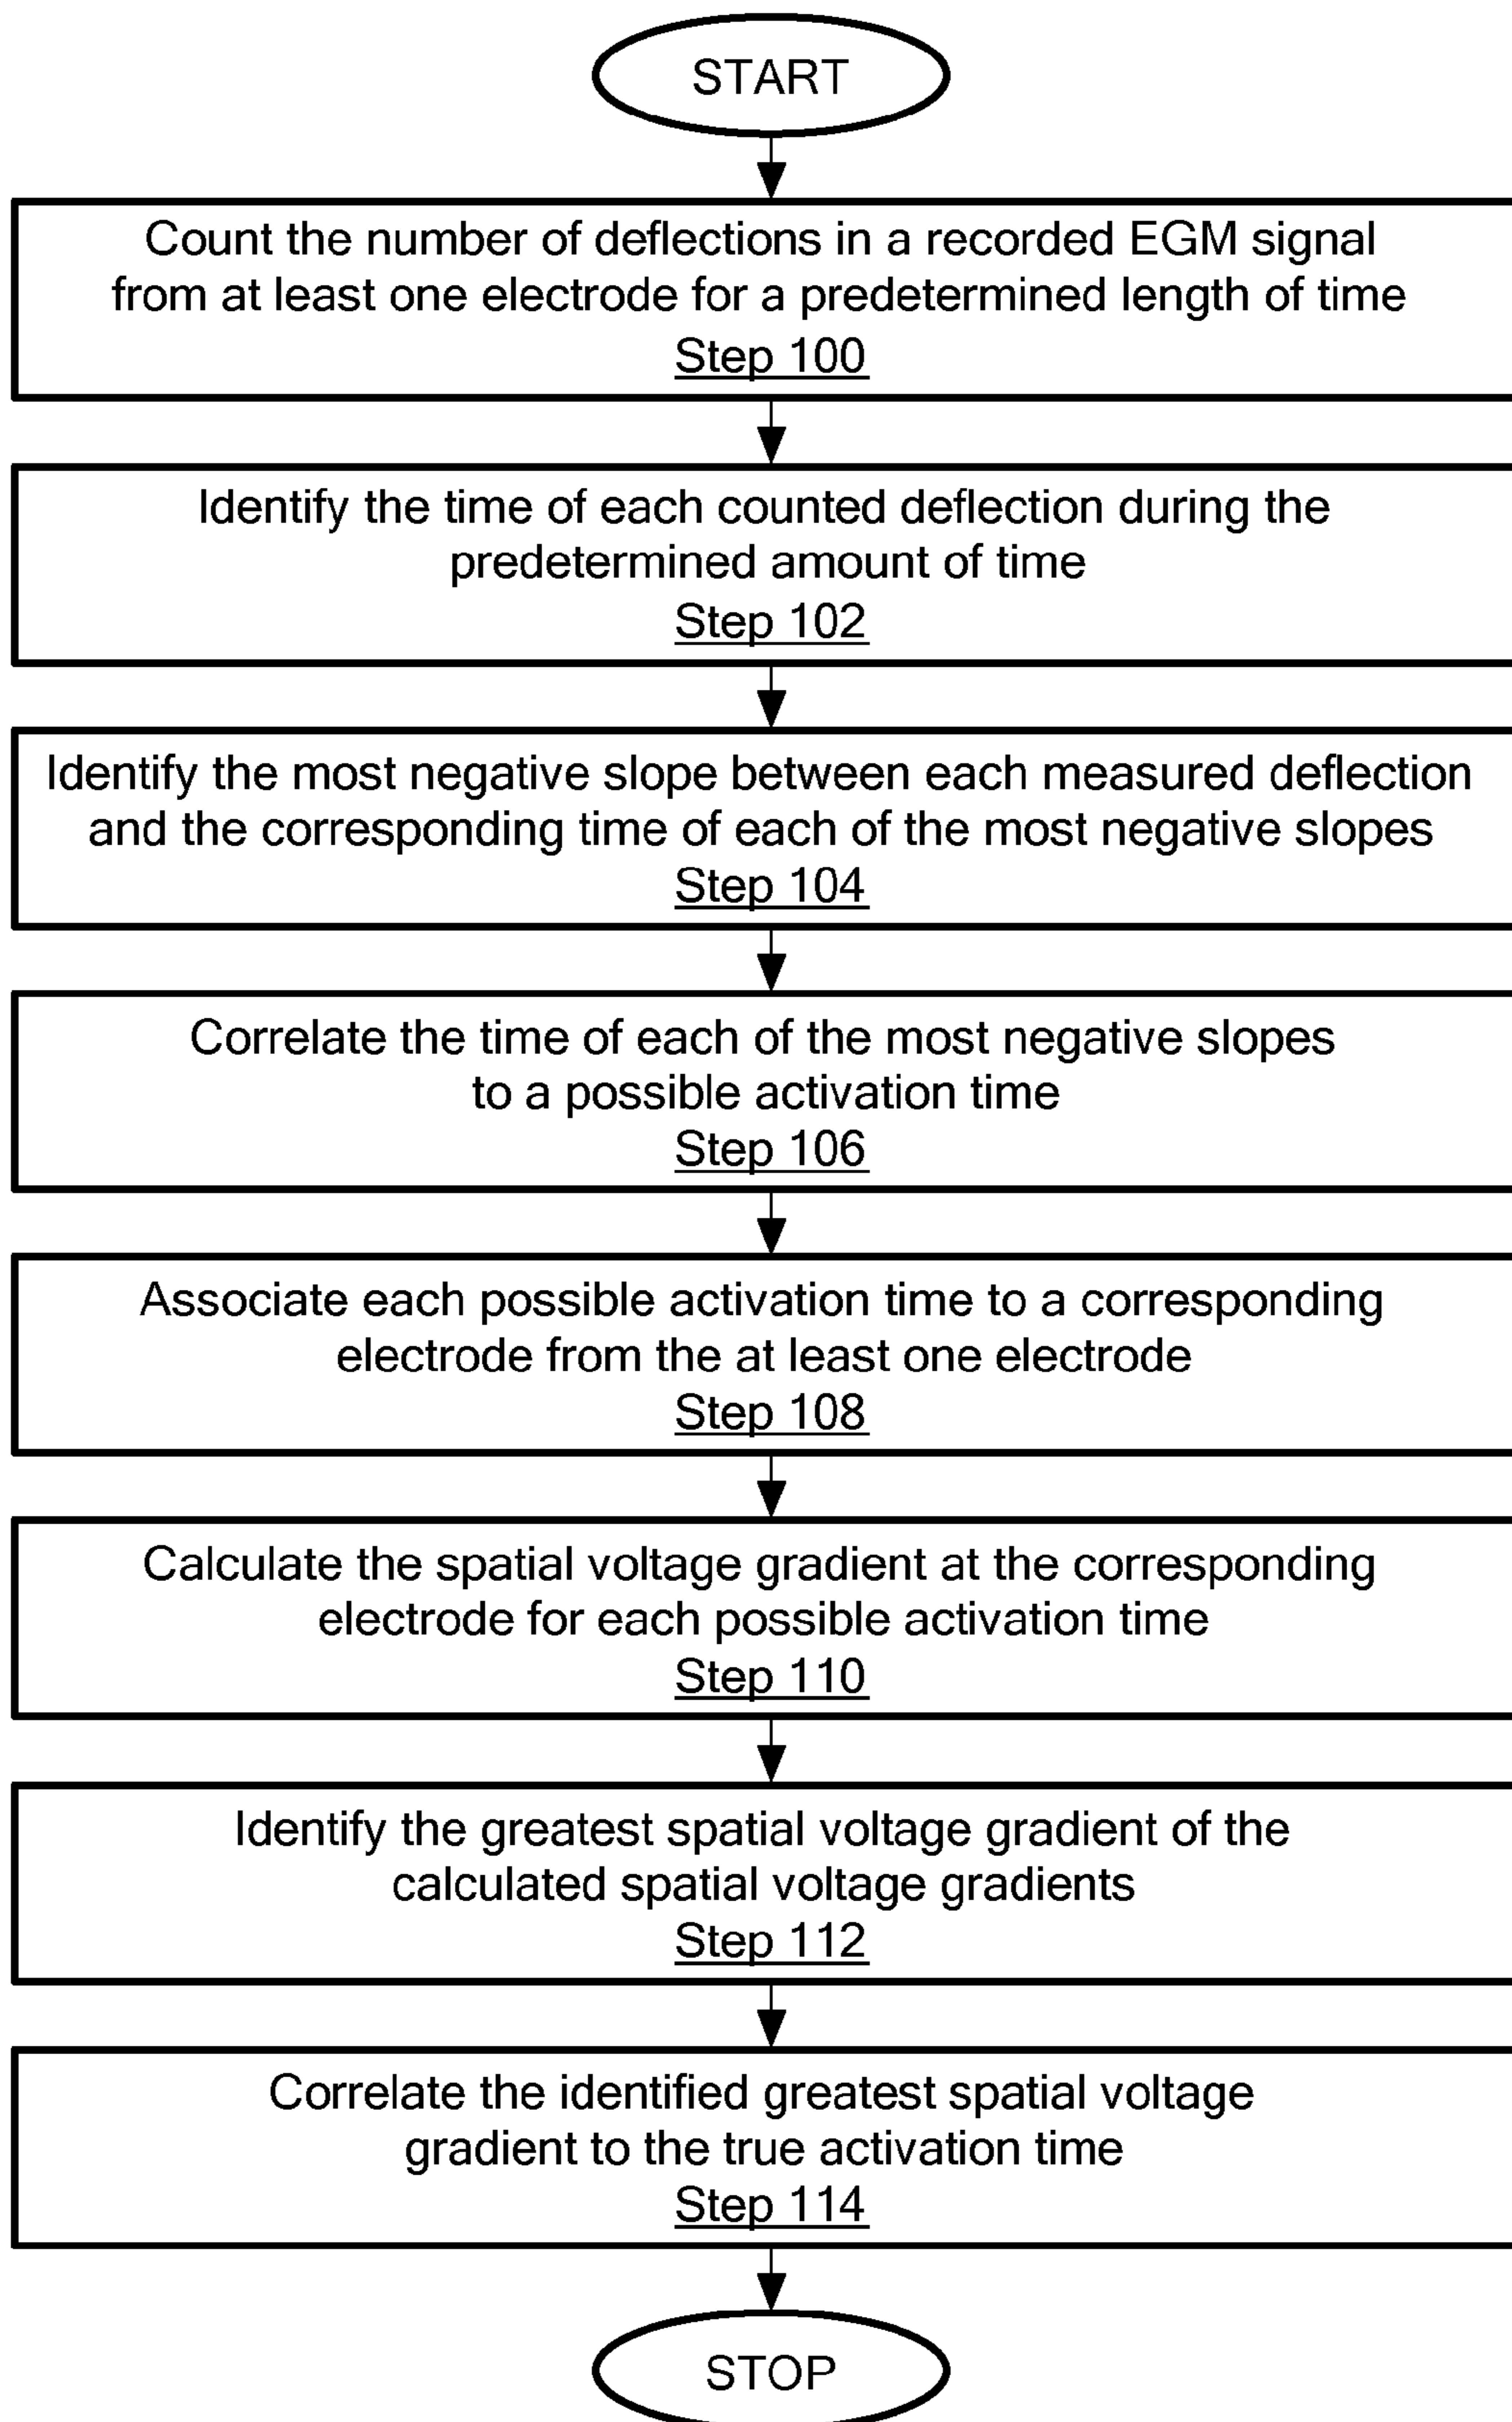 START
Count the number of deflections in a recorded EGM signal
from at least one electrode for a predetermined length of time
Step 100
Identify the time of each counted deflection during the
predetermined amount of time
Step 102
Identify the most negative slope between each measured deflection
and the corresponding time of each of the most negative slopes
Step 104
Correlate the time of each of the most negative slopes
to a possible activation time
Step 106
Associate each possible activation time to a corresponding
electrode from the at least one electrode
Step 108
Calculate the spatial voltage gradient at the corresponding
electrode for each possible activation time
Step 110
Identify the greatest spatial voltage gradient of the
calculated spatial voltage gradients
Step 112
Correlate the identified greatest spatial voltage
gradient to the true activation time
Step 114
STOP